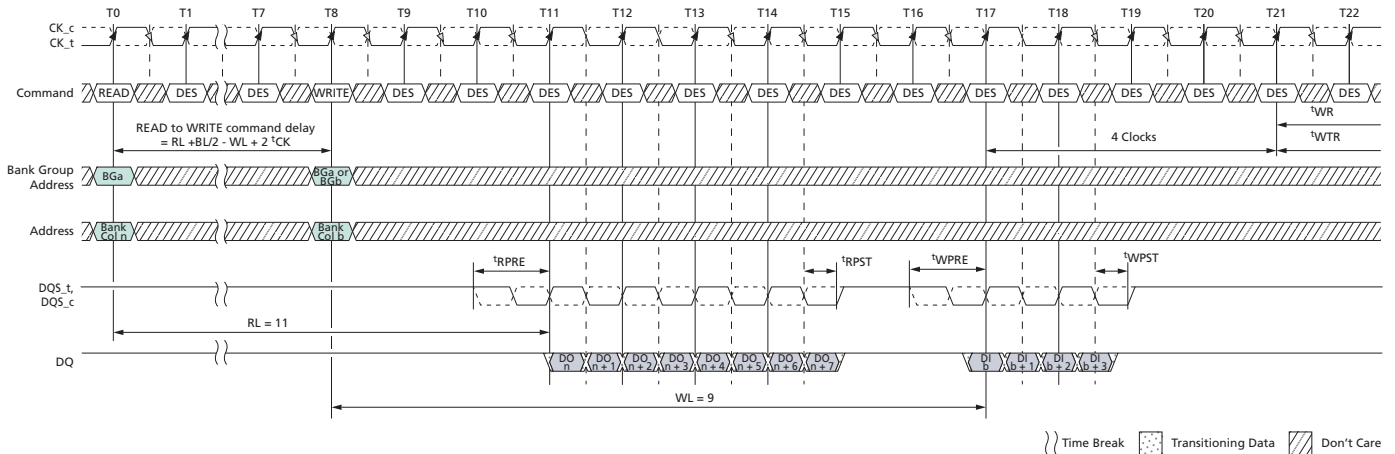 T0 T1 T7 T8 T9 T10 T11 T12 T13 T14 T15 T16 T17 T18 T19 T20 T21 T22
CK_c
CK_t
Command READ DES DES WRITE DES DES DES DES DES DES DES DES DES DES DES DES DES DES
tWR
READ to WRITE command delay
= RL +BL/2 - WL + 2 tCK
4 Clocks tWTR
Bank Group
Address
BGa
BGa or
BGb
Address
Bank
Col n
Bank
Col b
tRPRE tRPST tWPRE tWPST
DQS_t,
DQS_c
RL = 11
DQ
DO
n
DO
n + 1
DO
n + 2
DO
n + 3
DO
n + 4
DO
n + 5
DO
n + 6
DO
n + 7
DI
b
DI
b + 1
DI
b + 2
DI
b + 3
WL = 9
Time Break Transitioning Data Don't Care